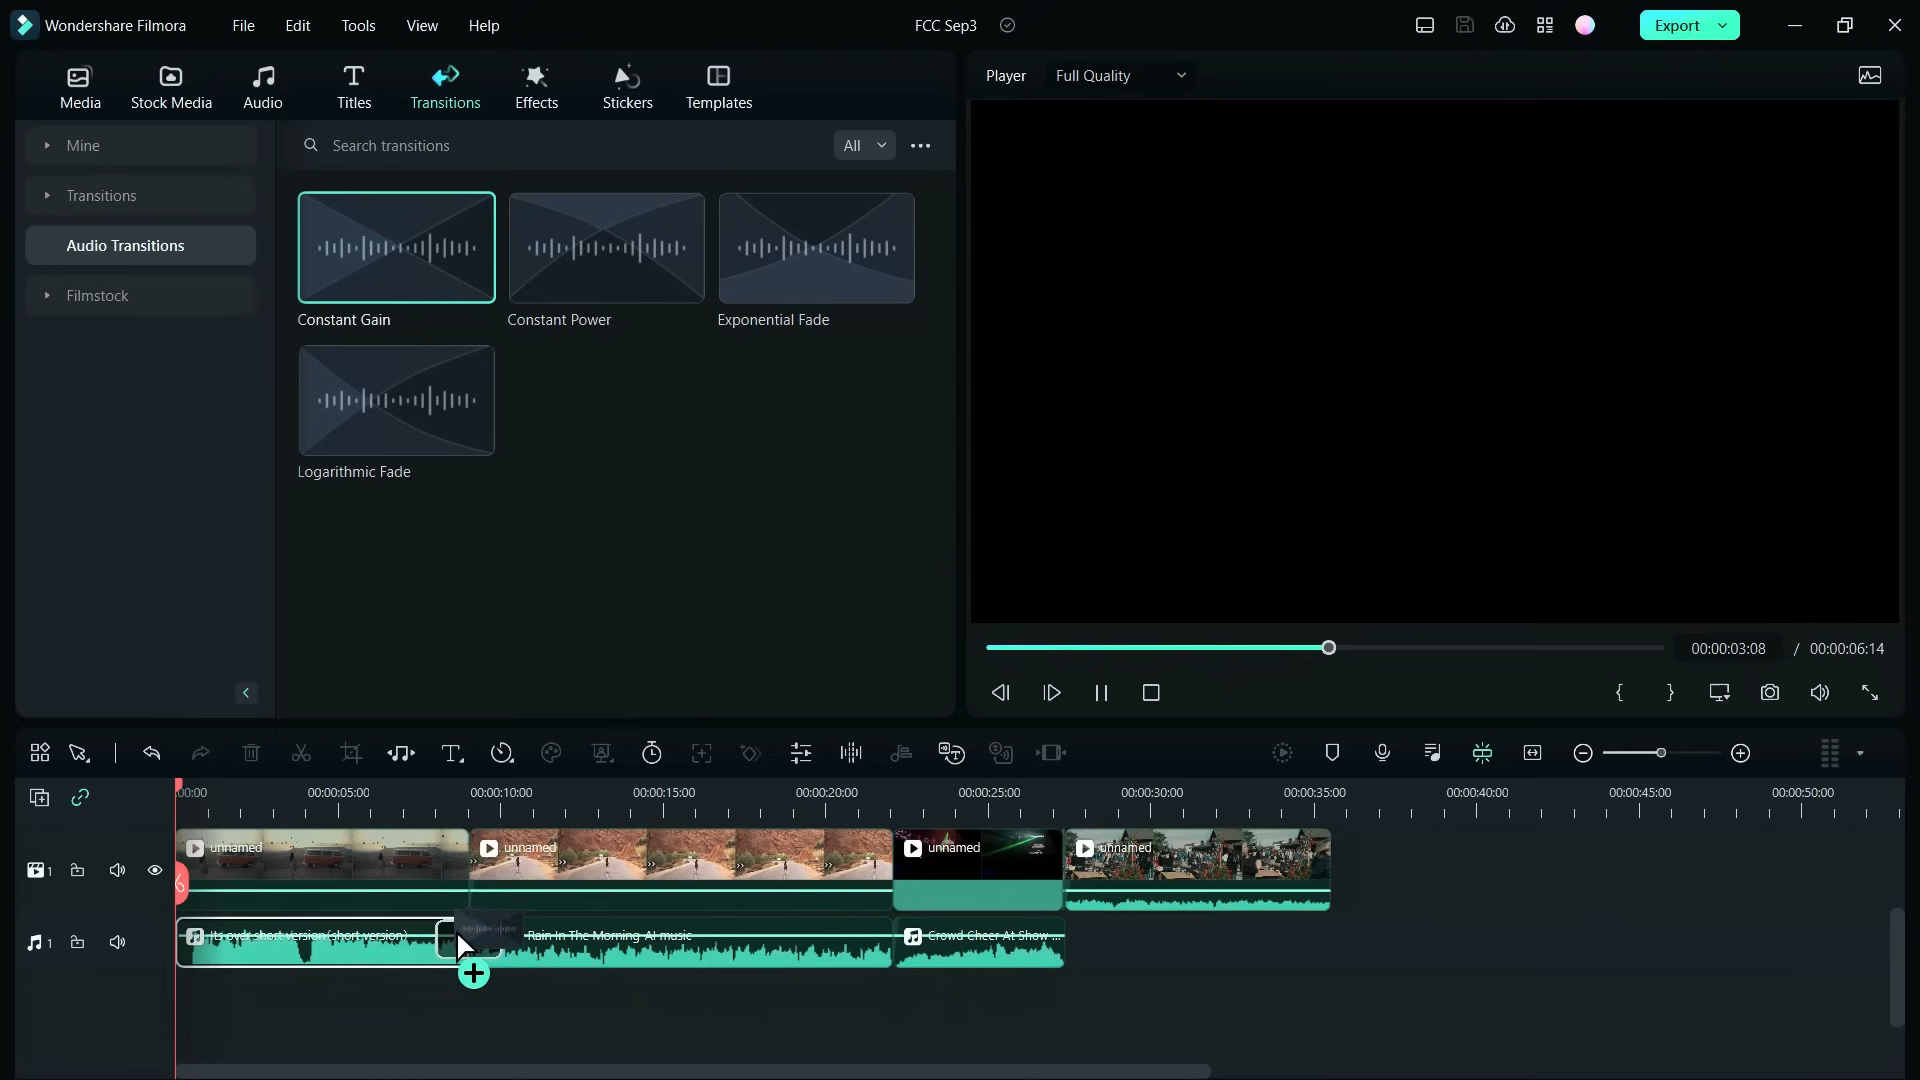 Wondershare Filmora
File
Edit
Tools
View
Help
FCC Sep3
Export
Media
Stock Media
Audio
Titles
Transitions
Effects
Stickers
Templates
Player
Full Quality
Mine
Transitions
Audio Transitions
Filmstock
Search transitions
All
Constant Gain
Constant Power
Exponential Fade
Logarithmic Fade
00:00:03:08 / 00:00:06:14
:00:00
00:00:05:00
00:00:10:00
00:00:15:00
00:00:20:00
00:00:25:00
00:00:30:00
00:00:35:00
00:00:40:00
00:00:45:00
00:00:50:00
1
unnamed
unnamed
unnamed
unnamed
1
Its over short version(short version)
Rain In The Morning-AI music
Crowd Cheer At Show ...